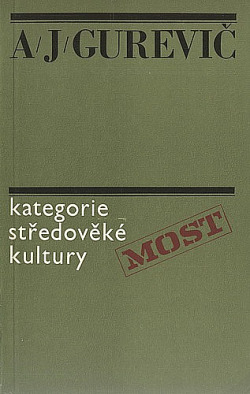 A/J/GUREVIČ
kategorie
středověké
kultury
MOST